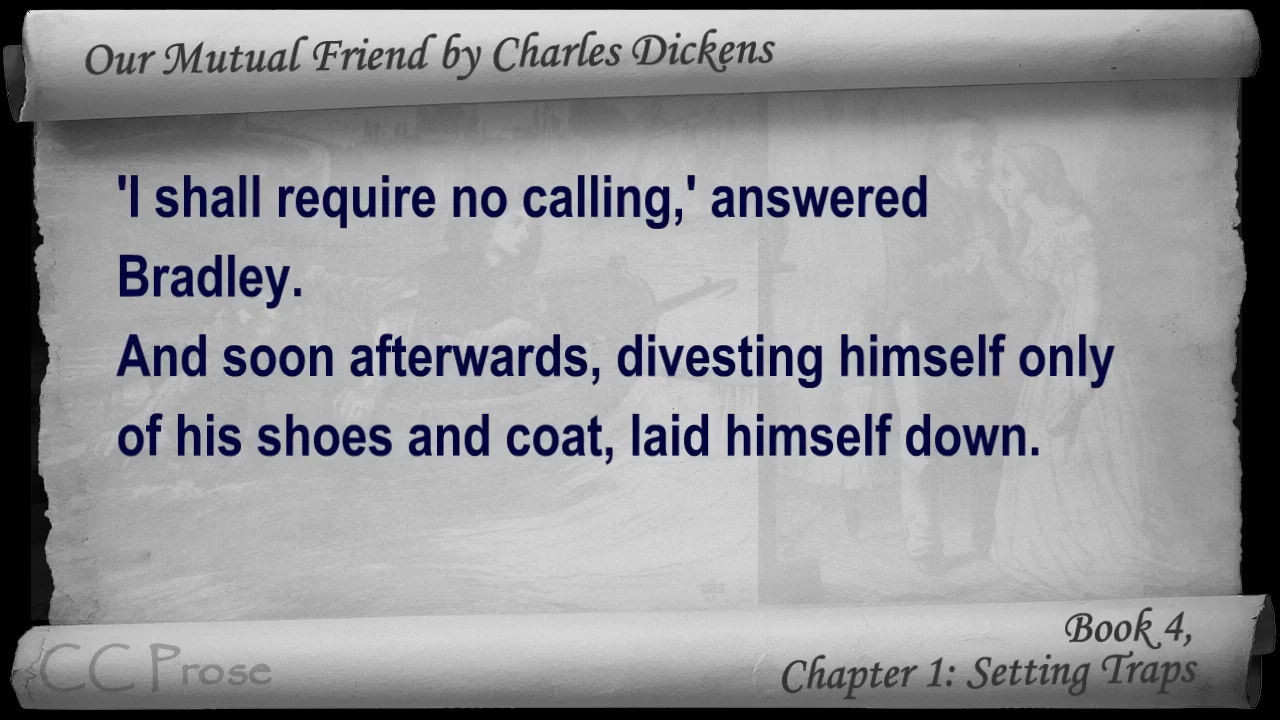 Our Mutual Friend by Charles Dickens
'I shall require no calling,' answered
Bradley.
And soon afterwards, divesting himself only
of his shoes and coat, laid himself down.
Book 4,
CC Prose
Chapter 1: Setting Traps